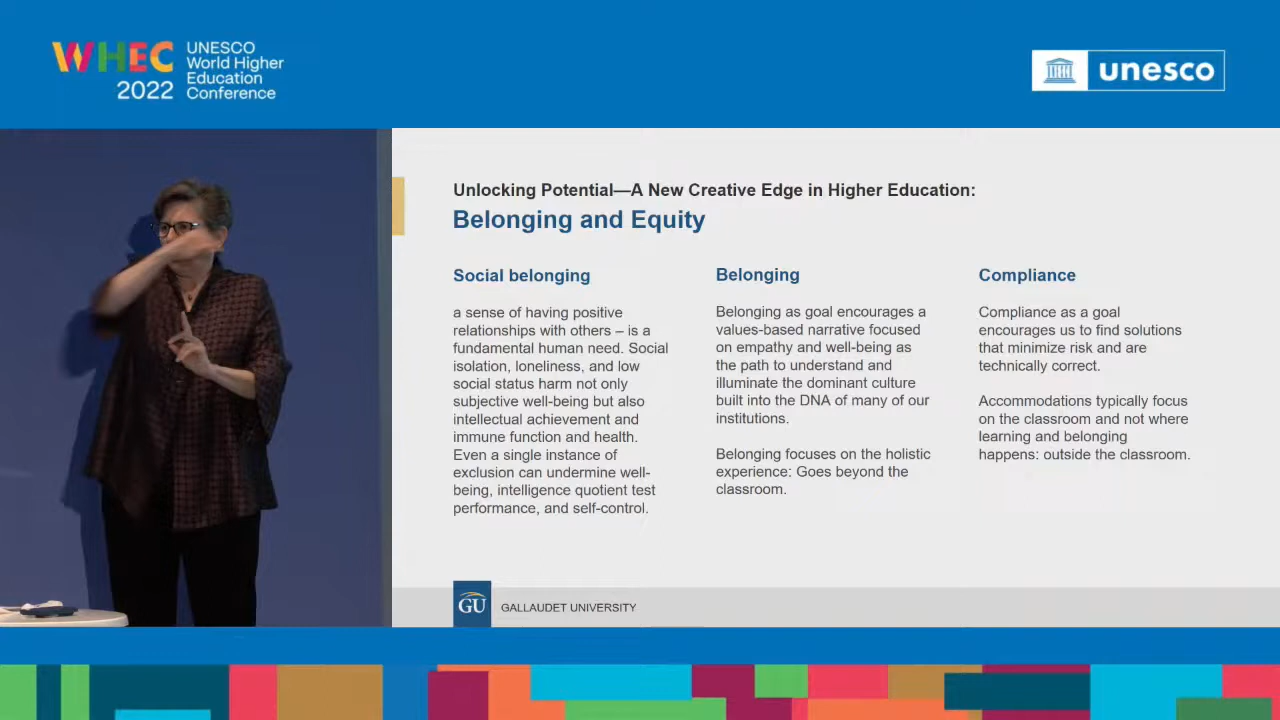 WHEC
2022
UNESCO
World Higher
Education
Conference
unesco
Unlocking Potential—A New Creative Edge in Higher Education:
Belonging and Equity
Social belonging
a sense of having positive
relationships with others – is a
fundamental human need. Social
isolation, loneliness, and low
social status harm not only
subjective well-being but also
intellectual achievement and
immune function and health.
Even a single instance of
exclusion can undermine well-
being, intelligence quotient test
performance, and self-control.
Belonging
Belonging as goal encourages a
values-based narrative focused
on empathy and well-being as
the path to understand and
illuminate the dominant culture
built into the DNA of many of our
institutions.
Belonging focuses on the holistic
experience: Goes beyond the
classroom.
Compliance
Compliance as a goal
encourages us to find solutions
that minimize risk and are
technically correct.
Accommodations typically focus
on the classroom and not where
learning and belonging
happens: outside the classroom.
GU
GALLAUDET UNIVERSITY